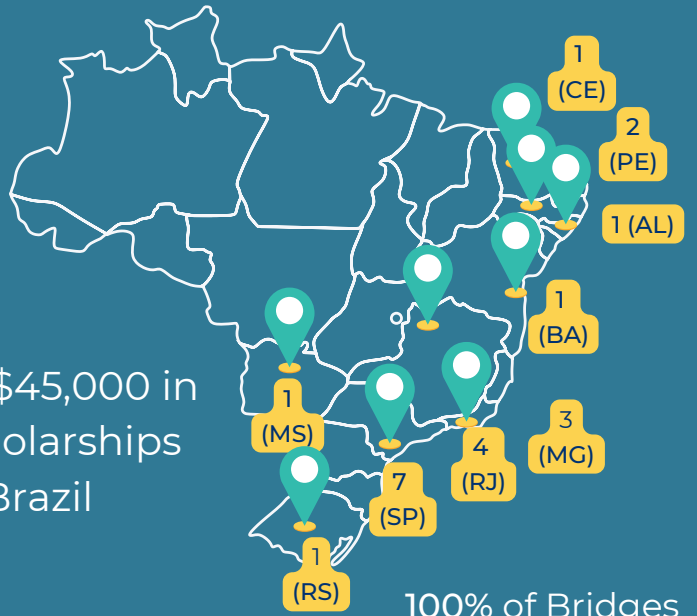 1
(CE)
2
(PE)
1 (AL)
1
(BA)
$45,000 in
olarships
Brazil
1
(MS)
3
(MG)
4
(RJ)
7
(SP)
1
(RS)
100% of Bridges